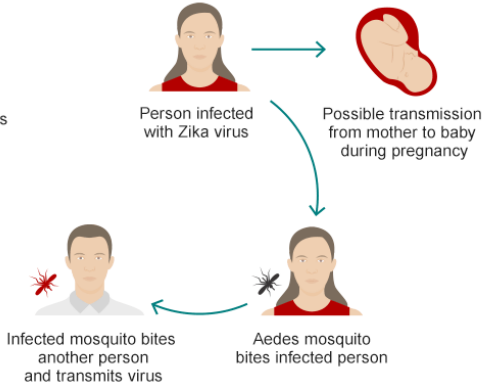 Person infected
with Zika virus
Possible transmission
from mother to baby
during pregnancy
s
Infected mosquito bites
another person
and transmits virus
Aedes mosquito
bites infected person